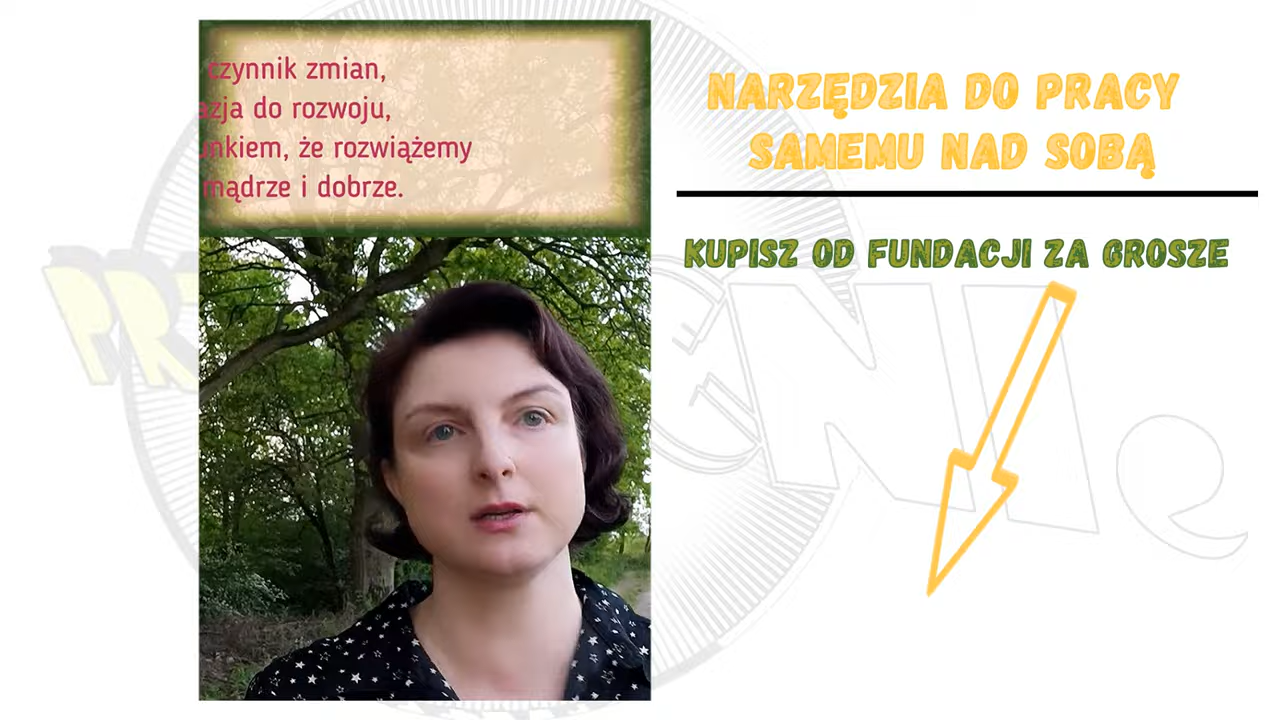 czynnik zmian,
azja do rozwoju,
unkiem, że rozwiążemy
mądrze i dobrze.
NARZĘDZIA DO PRACY
SAMEMU NAD SOBĄ
KUPISZ OD FUNDACJI ZA GROSZE